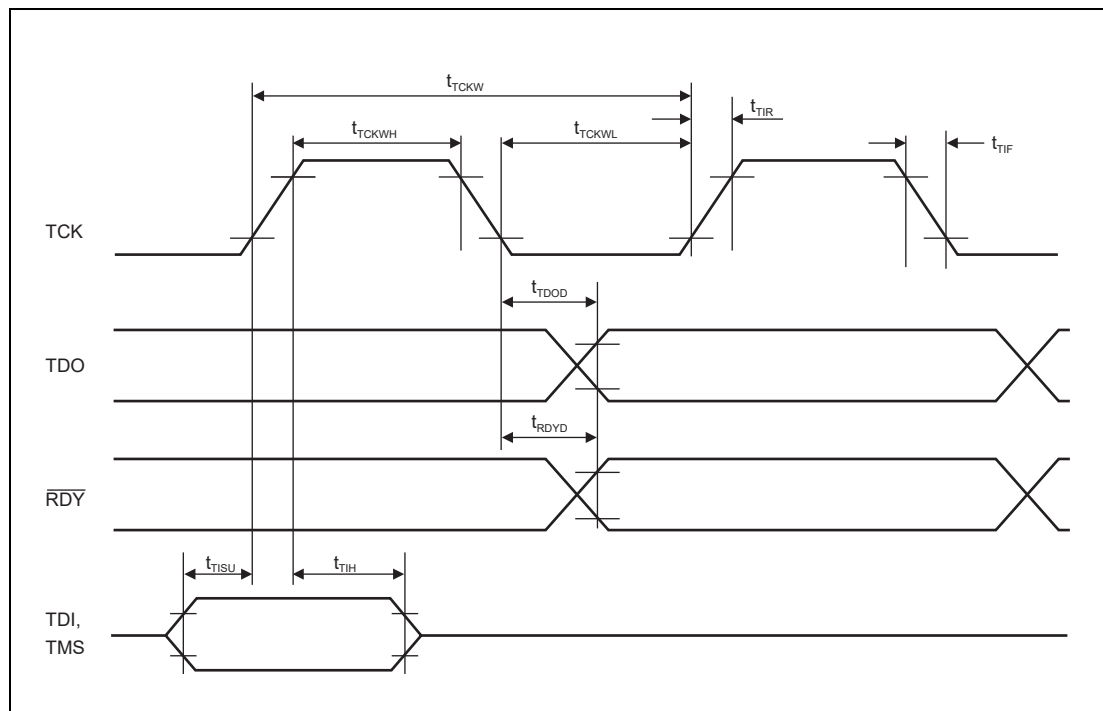 tTCKW
tTIR
tTCKWH
tTCKWL
tTIF
TCK
tTDOD
TDO
tRDYD
RDY
tTISU
tTIH
TDI,
TMS